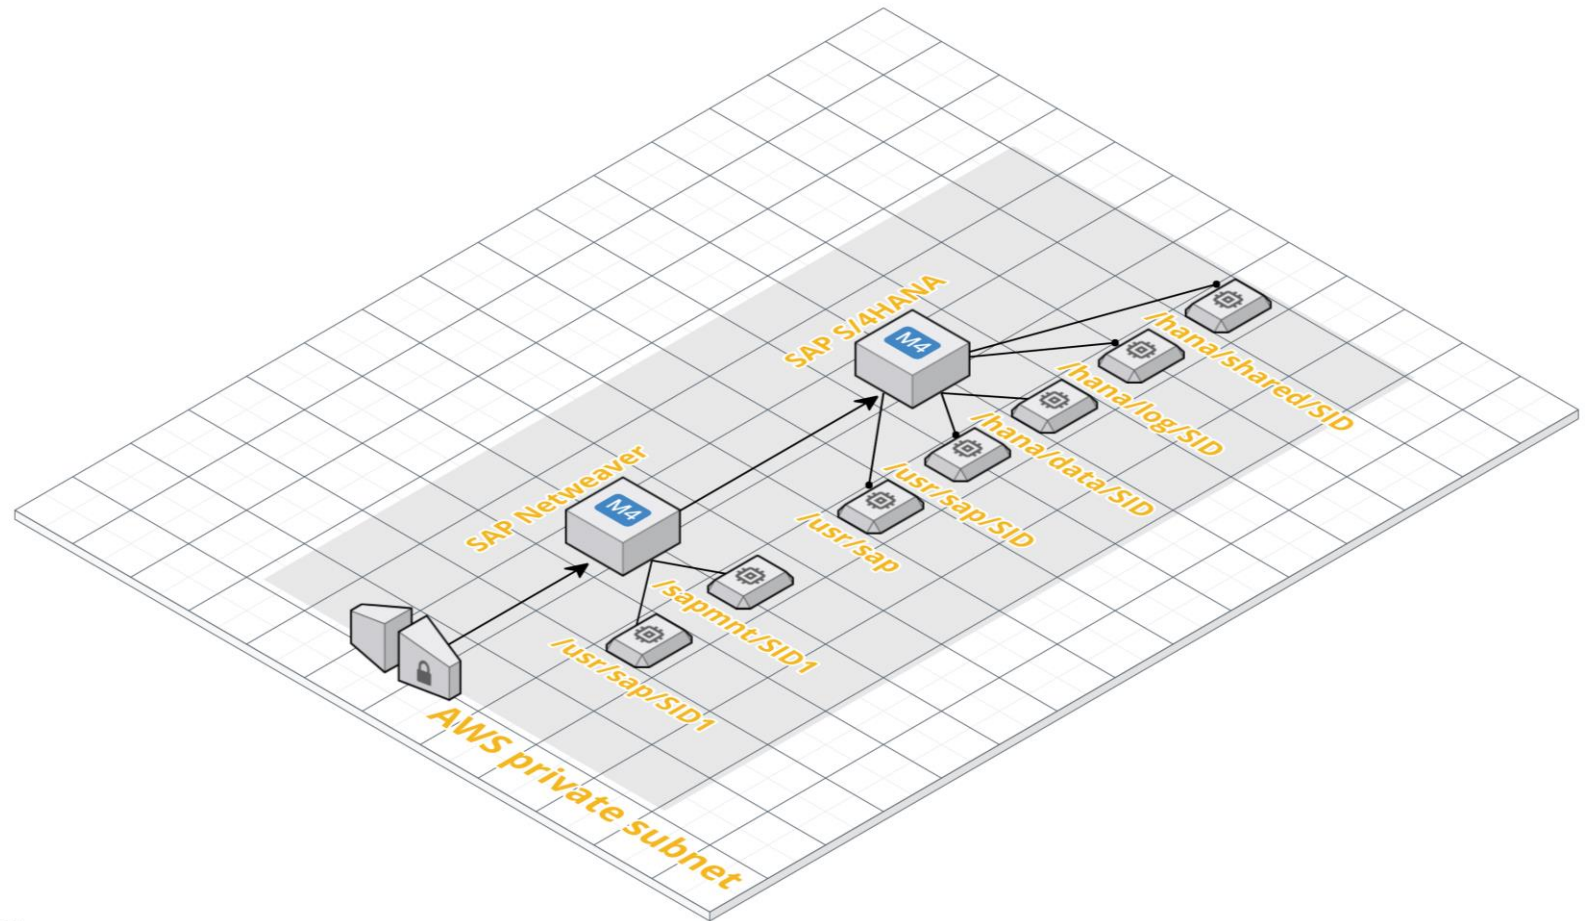 SAP S/4HANA
M4
/hana/shared/SID
/hana/log/SID
/hana/data/SID
/usr/sap/SID
/usr/sap
SAP Netweaver
M4
/sapmnt/SID1
/usr/sap/SID1
AWS private subnet